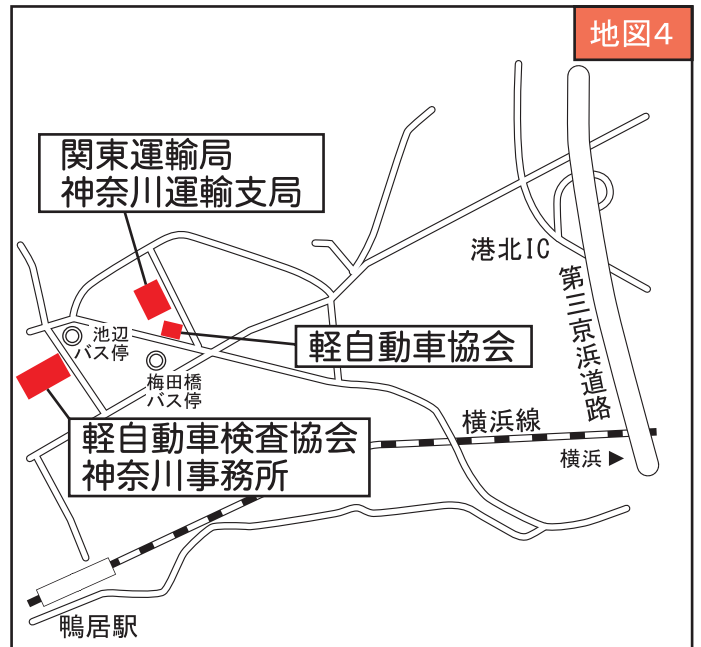 地図4
関東運輸局
神奈川運輸支局
港北IC
第三京浜道路
池辺
バス停
軽自動車協会
梅田橋
バス停
横浜線
軽自動車検査協会
神奈川事務所
横浜▶
鴨居駅